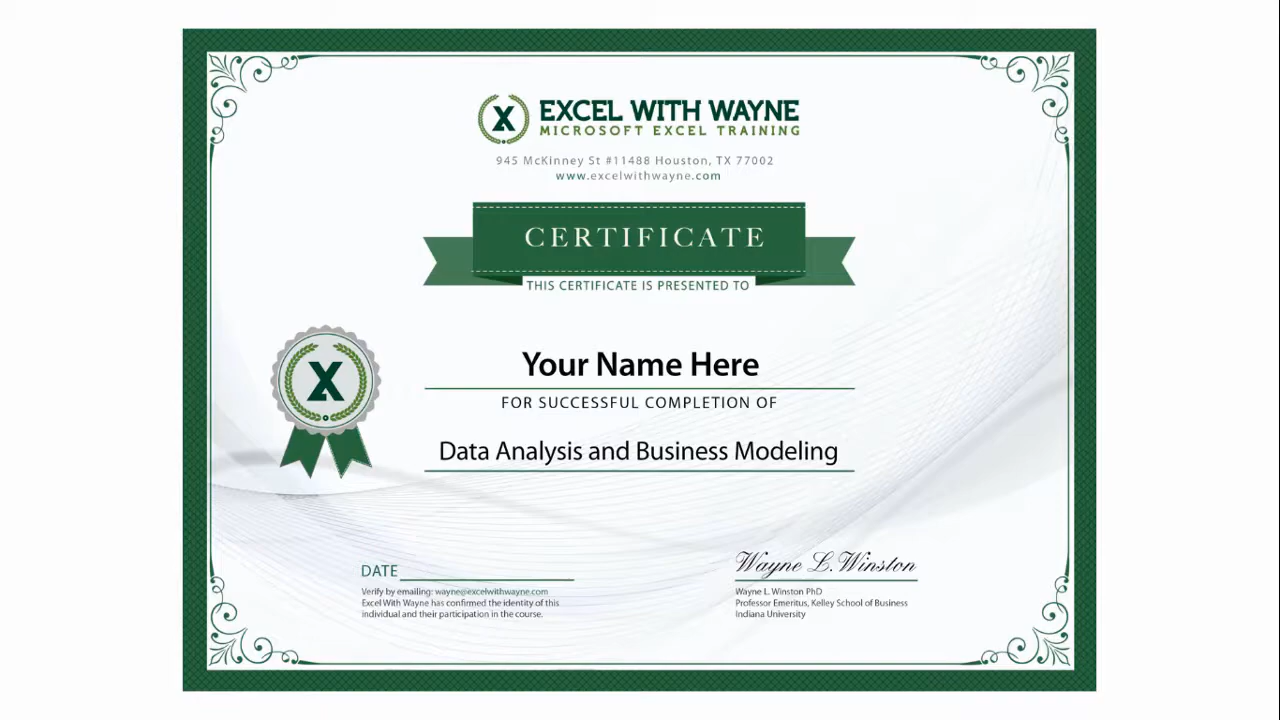 EXCEL WITH WAYNE
MICROSOFT EXCEL TRAINING
945 McKinney St #11488 Houston, TX 77002
www.excelwithwayne.com
CERTIFICATE
THIS CERTIFICATE IS PRESENTED TO
X
Your Name Here
FOR SUCCESSFUL COMPLETION OF
Data Analysis and Business Modeling
DATE
Verify by emailing: wayne@excelwithwayne.com
Excel With Wayne has confirmed the identity of this
individual and their participation in the course.
Wayne L. Winston
Wayne L. Winston PhD
Professor Emeritus, Kelley School of Business
Indiana University